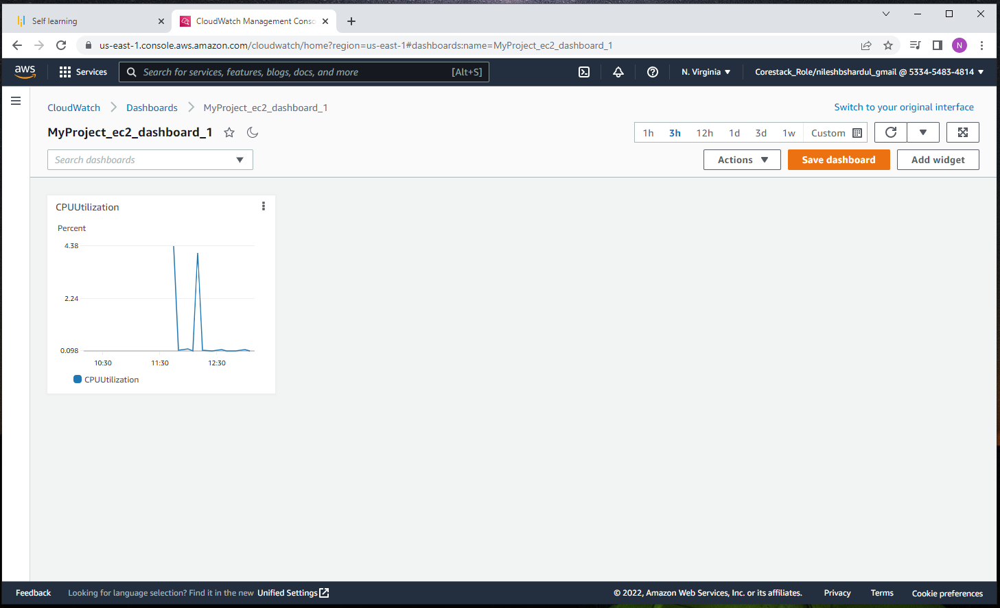 Self learning
CloudWatch Management Consc
us-east-1.console.aws.amazon.com/cloudwatch/home?region=us-east-1#dashboards:name=MyProject_ec2_dashboard_1
N
aws
Services
Search for services, features, blogs, docs, and more
[Alt+S]
N. Virginia
Corestack_Role/nileshbshardul_gmail @ 5334-5483-4814
CloudWatch
Dashboards
MyProject_ec2_dashboard_1
Switch to your original interface
MyProject_ec2_dashboard_1
1h 3h 12h 1d 3d 1w Custom
Search dashboards
Actions
Save dashboard
Add widget
CPUUtilization
Percent
4.38
2.24
0.098
10:30 11:30 12:30
CPUUtilization
Feedback
Looking for language selection? Find it in the new Unified Settings
© 2022, Amazon Web Services, Inc. or its affiliates.
Privacy
Terms
Cookie preferences